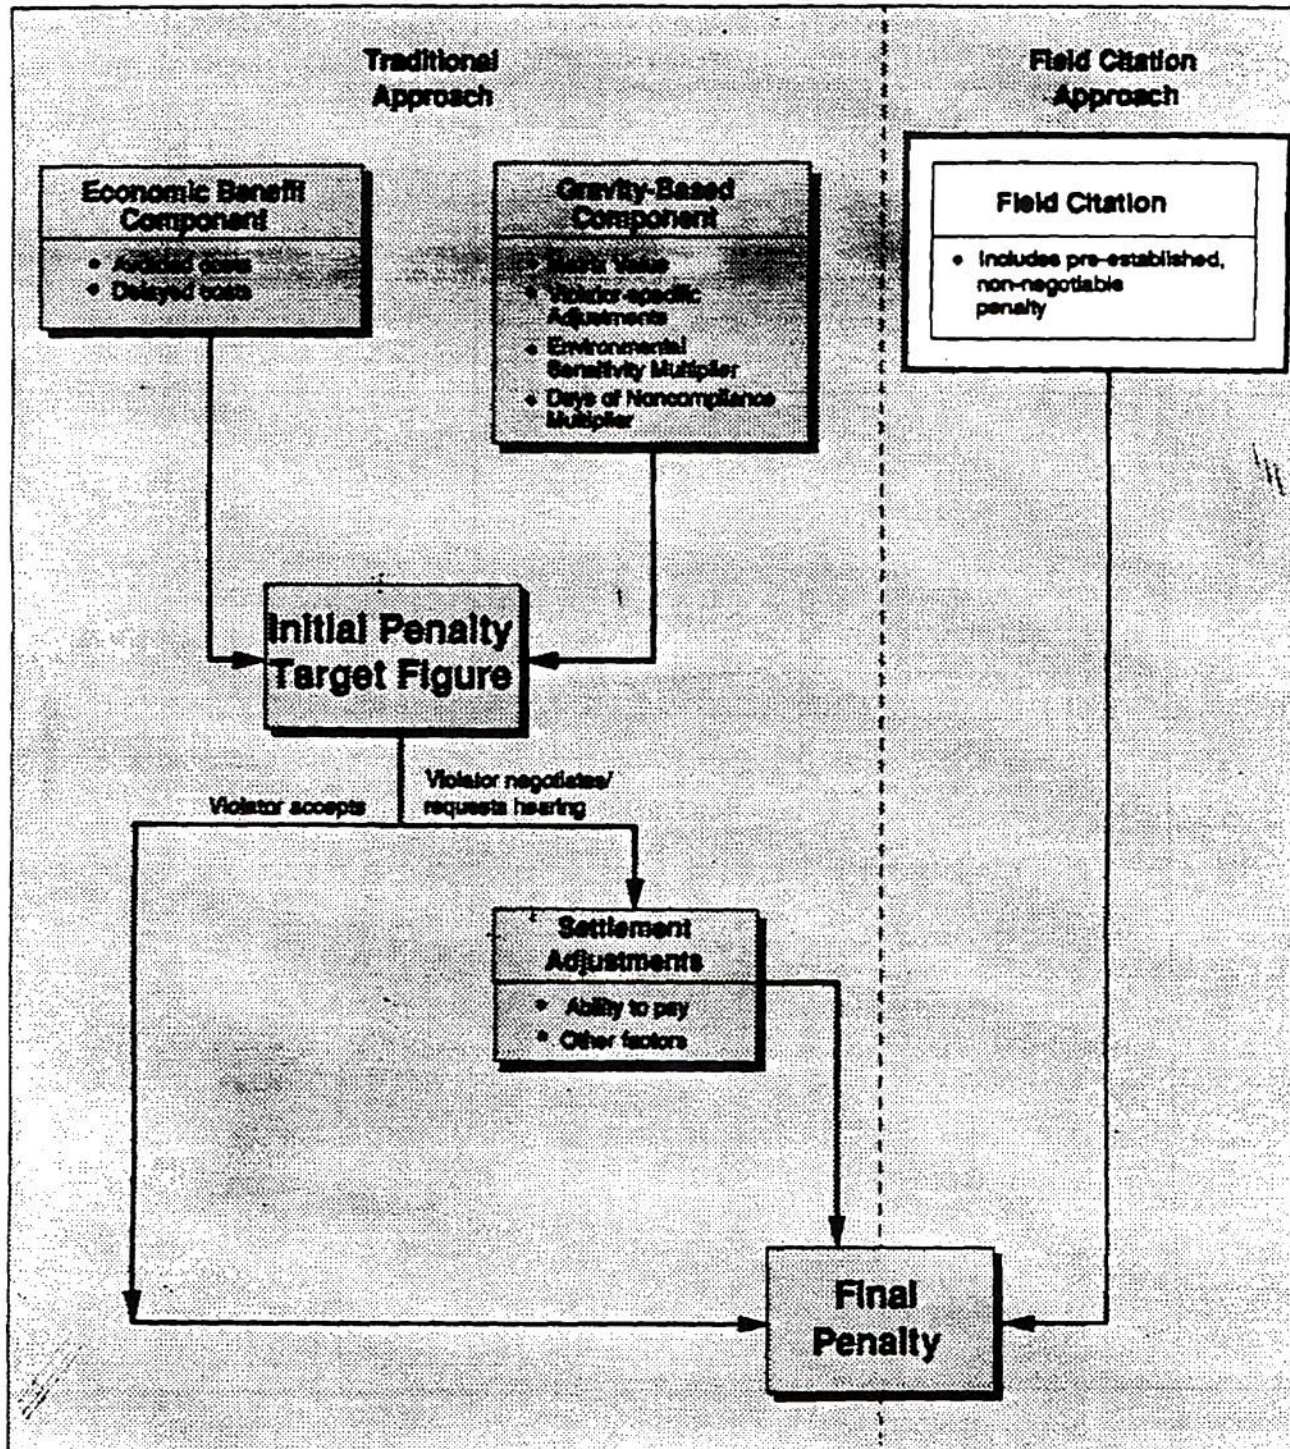 Traditional
Approach
Field Citation
Approach
Economic Benefit
Component
• Avoided costs
• Delayed costs
Gravity-Based
Component
• Matrix Value
• Violator-specific
Adjustments
• Environmental
Sensitivity Multiplier
• Days of Noncompliance
Multiplier
Field Citation
• Includes pre-established,
non-negotiable
penalty
Initial Penalty
Target Figure
Violator accepts
Violator negotiates/
requests hearing
Settlement
Adjustments
• Ability to pay
• Other factors
Final
Penalty